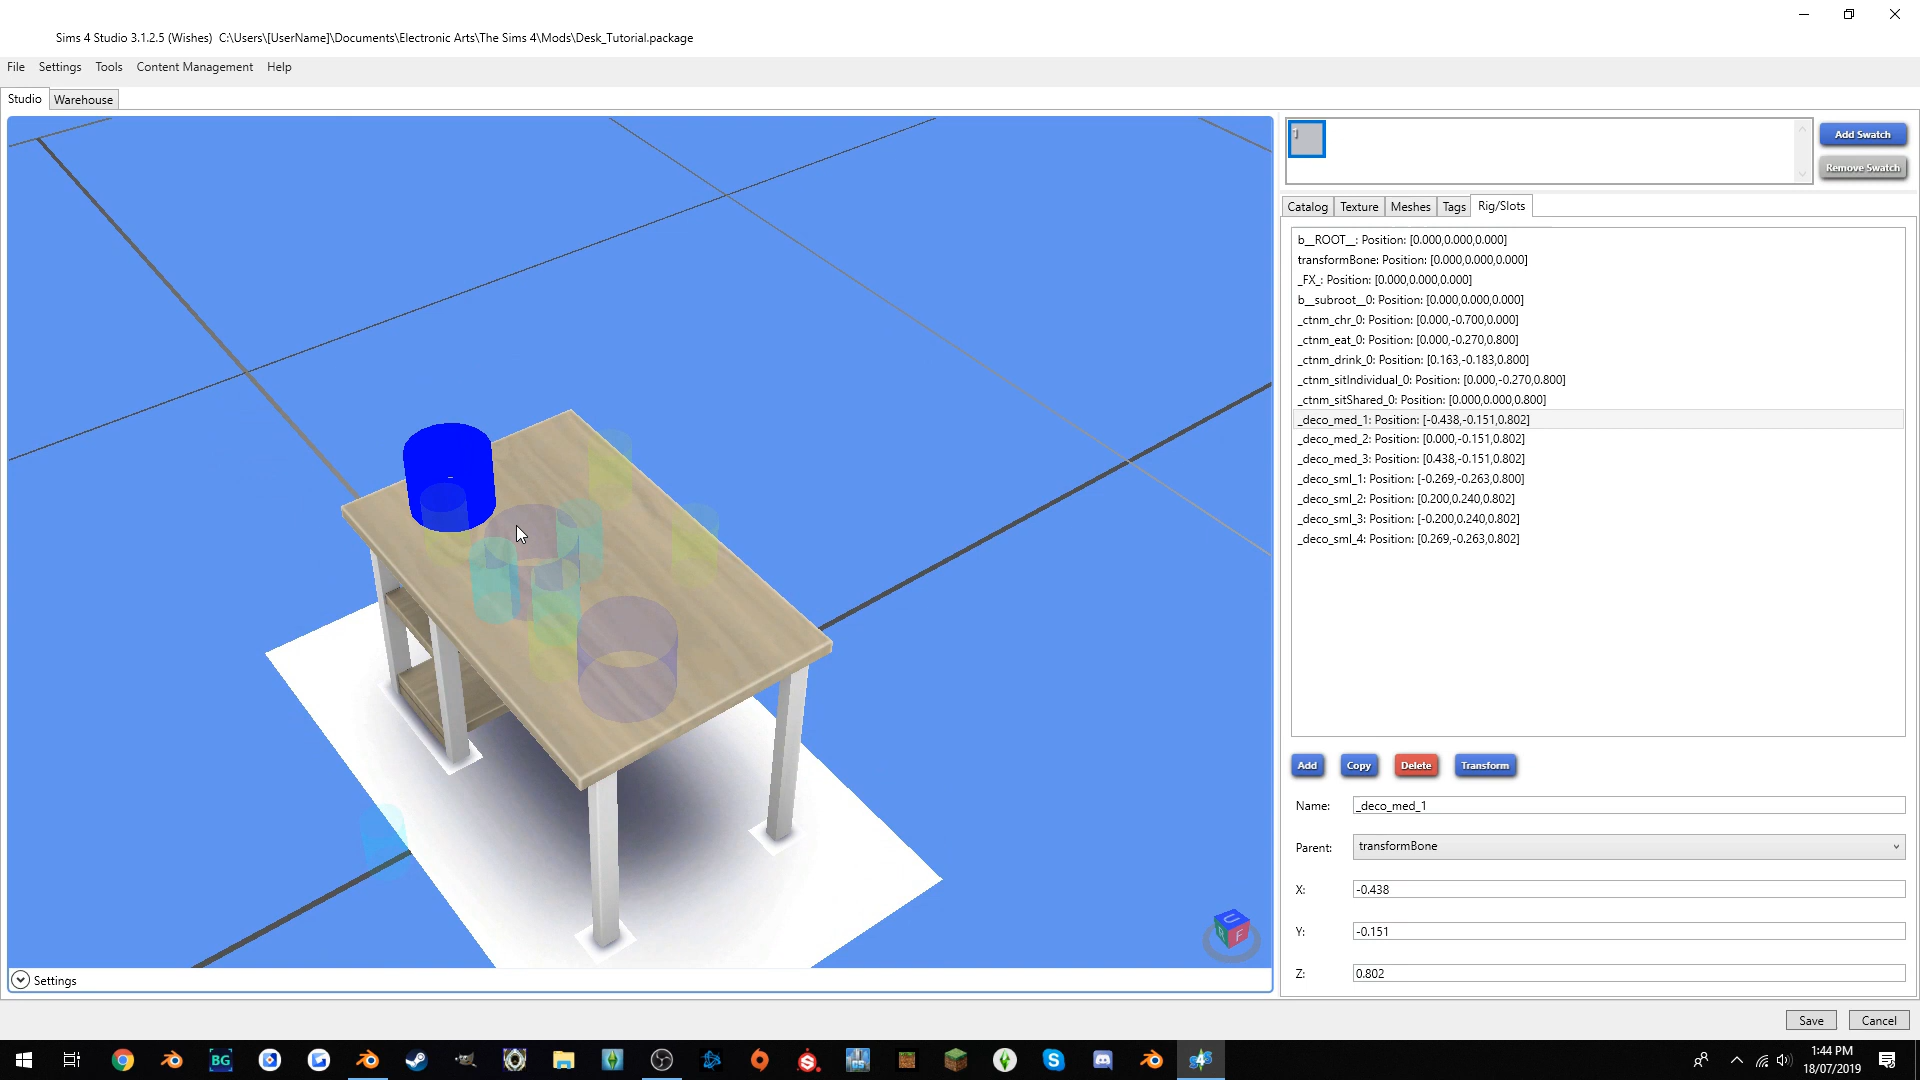 Sims 4 Studio 3.1.2.5 (Wishes)  C:\Users\[UserName]\Documents\Electronic Arts\The Sims 4\Mods\Desk_Tutorial.package
File Settings Tools Content Management Help
Studio Warehouse
1
Add Swatch
Remove Swatch
Catalog Texture Meshes Tags Rig/Slots
b__ROOT__: Position: [0.000,0.000,0.000]
transformBone: Position: [0.000,0.000,0.000]
_FX_: Position: [0.000,0.000,0.000]
b__subroot__0: Position: [0.000,0.000,0.000]
_ctnm_chr_0: Position: [0.000,-0.700,0.000]
_ctnm_eat_0: Position: [0.000,-0.270,0.800]
_ctnm_drink_0: Position: [0.163,-0.183,0.800]
_ctnm_sitIndividual_0: Position: [0.000,-0.270,0.800]
_ctnm_sitShared_0: Position: [0.000,0.000,0.800]
_deco_med_1: Position: [-0.438,-0.151,0.802]
_deco_med_2: Position: [0.000,-0.151,0.802]
_deco_med_3: Position: [0.438,-0.151,0.802]
_deco_sml_1: Position: [-0.269,-0.263,0.800]
_deco_sml_2: Position: [0.200,0.240,0.802]
_deco_sml_3: Position: [-0.200,0.240,0.802]
_deco_sml_4: Position: [0.269,-0.263,0.802]
Add Copy Delete Transform
Name: _deco_med_1
Parent: transformBone
X: -0.438
Y: -0.151
Z: 0.802
U
R F
Settings
Save Cancel
BG
GS
4
1:44 PM
18/07/2019